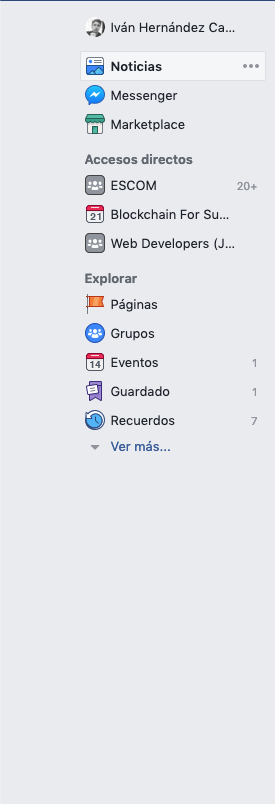 Iván Hernández Ca...
Noticias
Messenger
Marketplace
Accesos directos
ESCOM 20+
21 Blockchain For Su...
Web Developers (J...
Explorar
Páginas
Grupos
14 Eventos 1
Guardado 1
Recuerdos 7
Ver más...